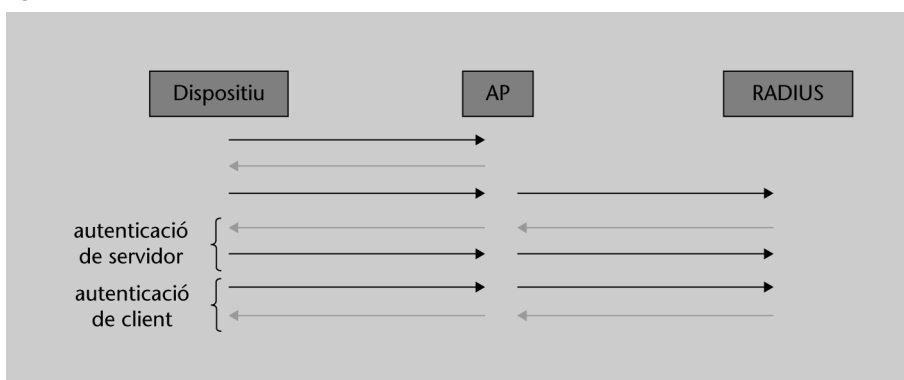 Dispositiu
AP
RADIUS
autenticació
de servidor
autenticació
de client